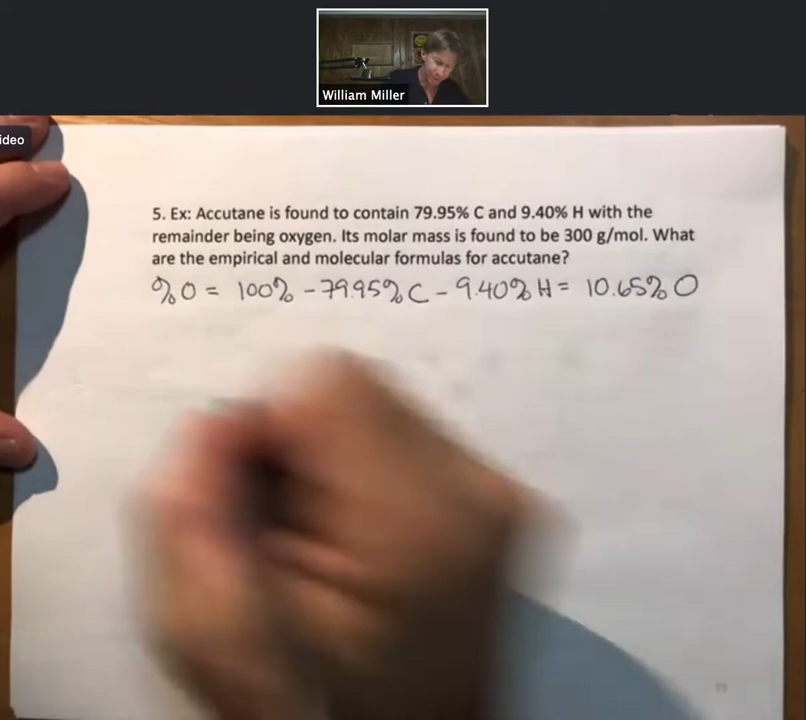 William Miller
ideo
5. Ex: Accutane is found to contain 79.95% C and 9.40% H with the
remainder being oxygen. Its molar mass is found to be 300 g/mol. What
are the empirical and molecular formulas for accutane?
% O = 100% - 79.95% C - 9.40% H = 10.65% O